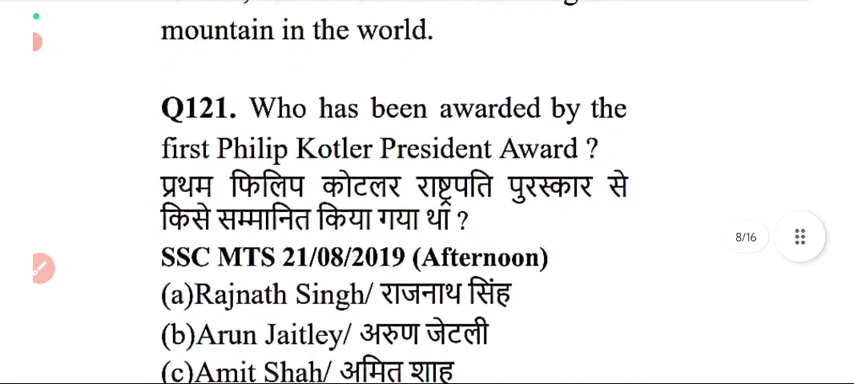 mountain in the world.
Q121. Who has been awarded by the
first Philip Kotler President Award ?
प्रथम फिलिप कोटलर राष्ट्रपति पुरस्कार से
किसे सम्मानित किया गया था ?
SSC MTS 21/08/2019 (Afternoon)
8/16
(a)Rajnath Singh/ राजनाथ सिंह
(b)Arun Jaitley/ अरुण जेटली
(c)Amit Shah/ अमित शाह